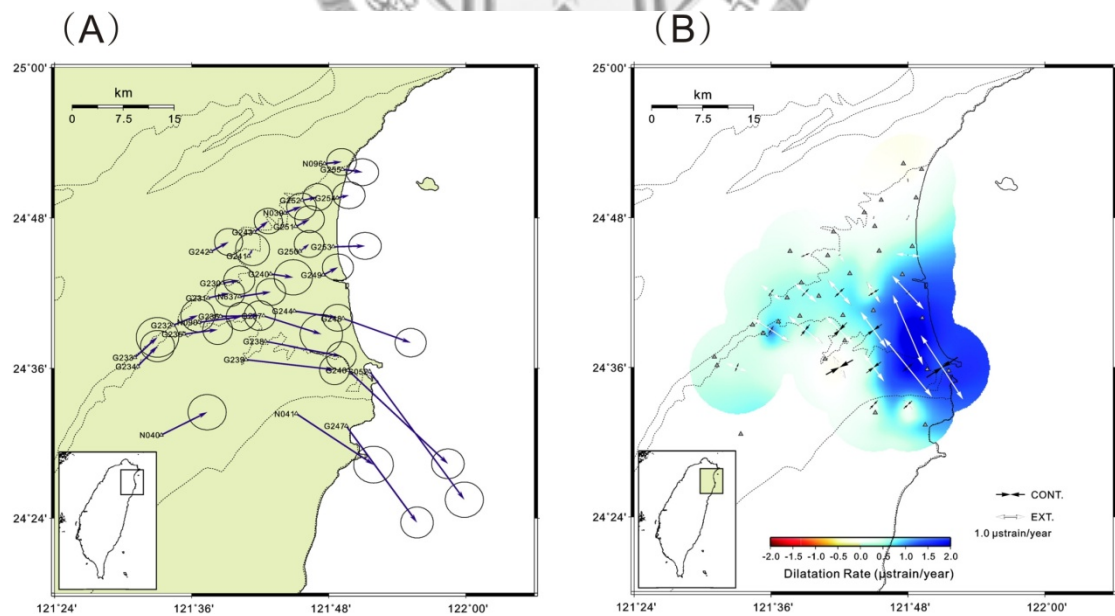 （A）
25˚00'
24˚48'
24˚36'
24˚24'
121˚24'
121˚36'
121˚48'
122˚00'
km
0 7.5 15
N096
G255
G252
G254
N039
G251
G243
G242
G241
G250
G253
G240
G249
G230
G231
N637
G244
G248
G232
N090
G236
G237
G235
G238
G233
G234
G239
G240
S052
N041
G247
N040
（B）
25˚00'
24˚48'
24˚36'
24˚24'
121˚24'
121˚36'
121˚48'
122˚00'
km
0 7.5 15
CONT.
EXT.
1.0 μstrain/year
-2.0 -1.5 -1.0 -0.5 0.0 0.5 1.0 1.5 2.0
Dilatation Rate (μstrain/year)